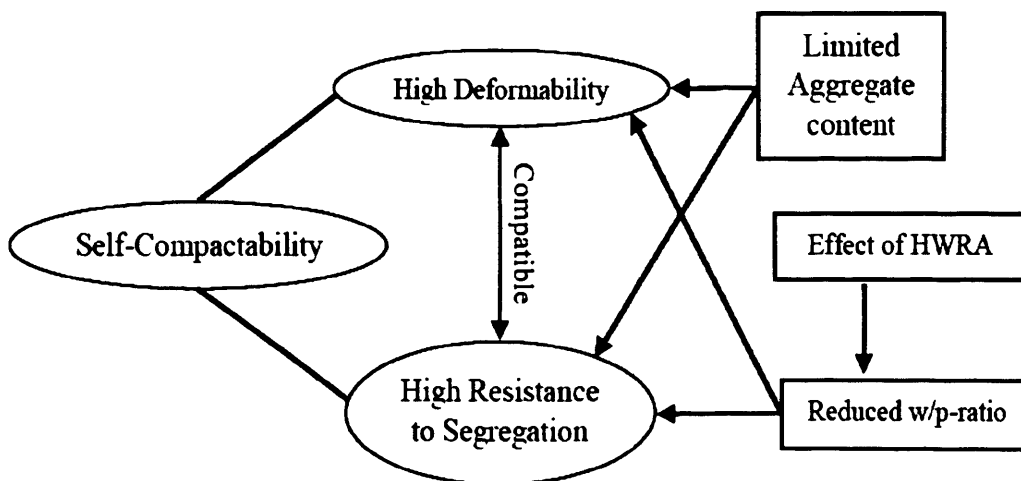 High Deformability
Limited
Aggregate
content
Compatible
Self-Compactability
Effect of HWRA
High Resistance
to Segregation
Reduced w/p-ratio